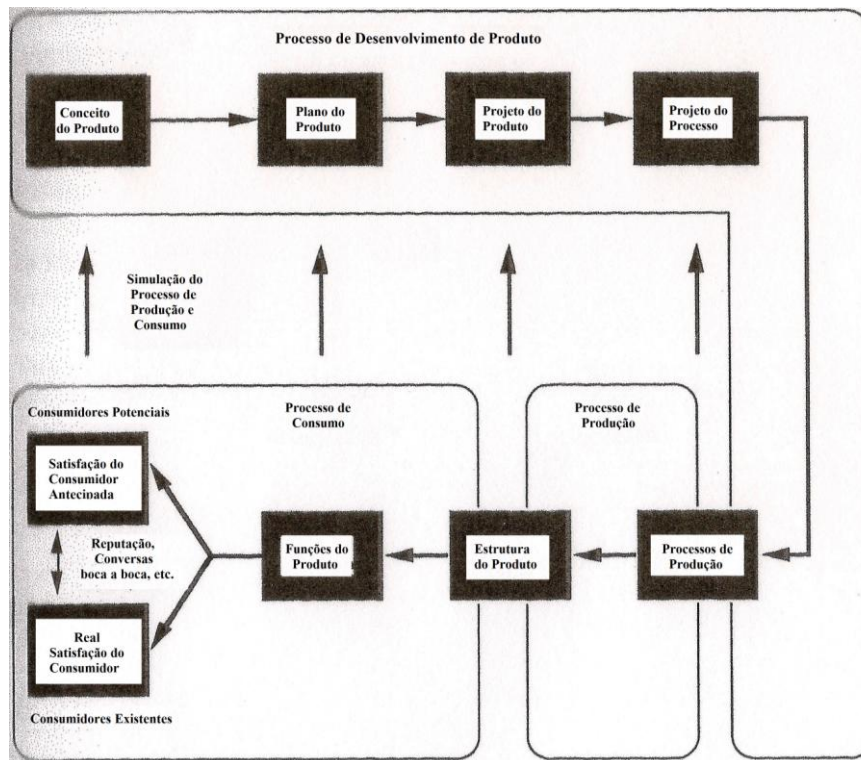 Processo de Desenvolvimento de Produto
Conceito
do Produto
Plano do
Produto
Projeto do
Produto
Projeto do
Processo
Simulação do
Processo de
Produção e
Consumo
Consumidores Potenciais
Processo de
Consumo
Processo de
Produção
Satisfação do
Consumidor
Antecinada
Reputação,
Conversas
boca a boca, etc.
Funções do
Produto
Estrutura
do Produto
Processos de
Produção
Real
Satisfação do
Consumidor
Consumidores Existentes